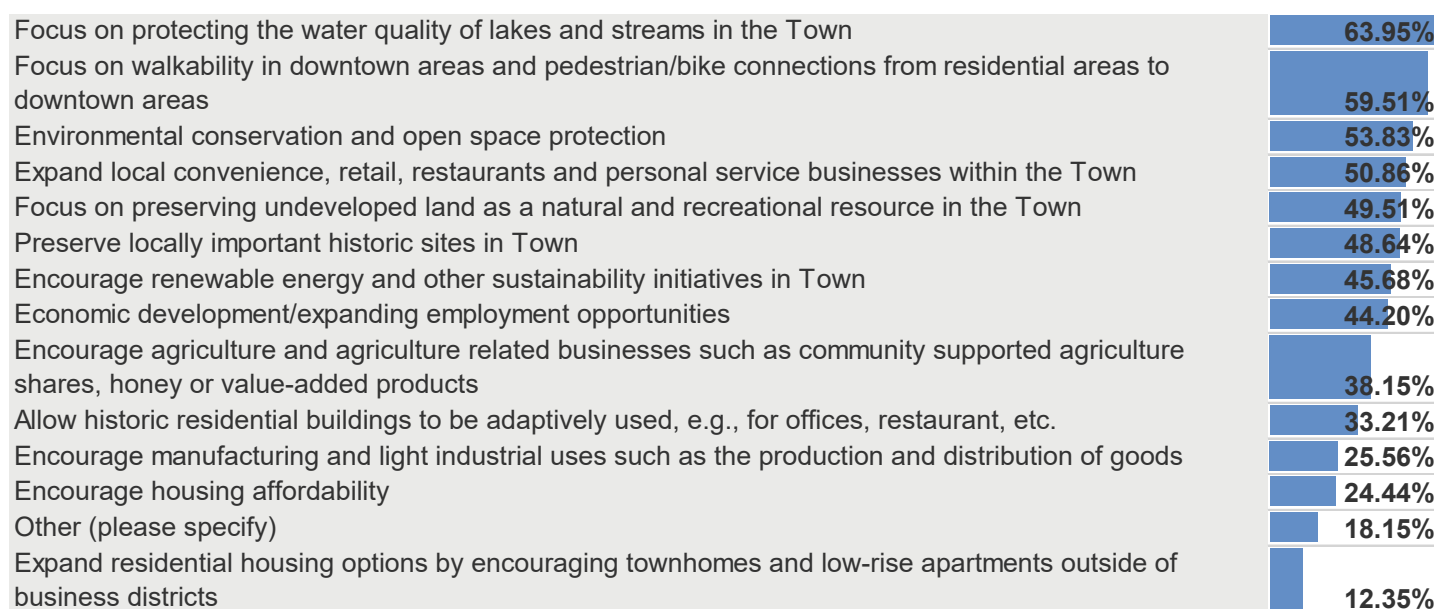 Focus on protecting the water quality of lakes and streams in the Town 63.95%
Focus on walkability in downtown areas and pedestrian/bike connections from residential areas to
downtown areas 59.51%
Environmental conservation and open space protection 53.83%
Expand local convenience, retail, restaurants and personal service businesses within the Town 50.86%
Focus on preserving undeveloped land as a natural and recreational resource in the Town 49.51%
Preserve locally important historic sites in Town 48.64%
Encourage renewable energy and other sustainability initiatives in Town 45.68%
Economic development/expanding employment opportunities 44.20%
Encourage agriculture and agriculture related businesses such as community supported agriculture
shares, honey or value-added products 38.15%
Allow historic residential buildings to be adaptively used, e.g., for offices, restaurant, etc. 33.21%
Encourage manufacturing and light industrial uses such as the production and distribution of goods 25.56%
Encourage housing affordability 24.44%
Other (please specify) 18.15%
Expand residential housing options by encouraging townhomes and low-rise apartments outside of
business districts 12.35%